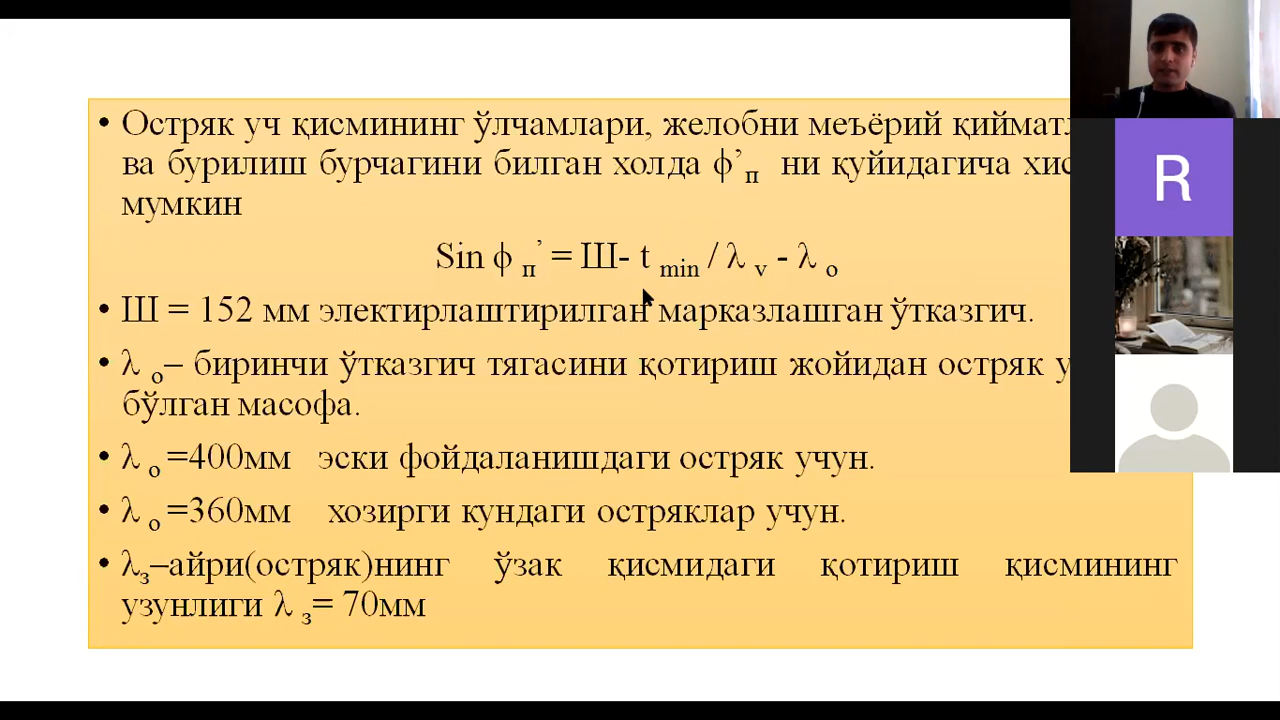 • Остряк уч қисмининг ўлчамлари, желобни меъёрий
ва бурилиш бурчагини билган холда ф’п ни қуйидагича
мумкин
Sin ф п’ = Ш- t min / λ v - λ о
• Ш = 152 мм электирлаштирилган марказлашган ўтказгич.
• λ о– биринчи ўтказгич тягасини қотириш жойидан остряк
бўлган масофа.
• λ о =400мм эски фойдаланишдаги остряк учун.
• λ о =360мм хозирги кундаги остряклар учун.
• λз–айри(остряк)нинг ўзак қисмидаги қотириш қисмининг
узунлиги λ з= 70мм
R